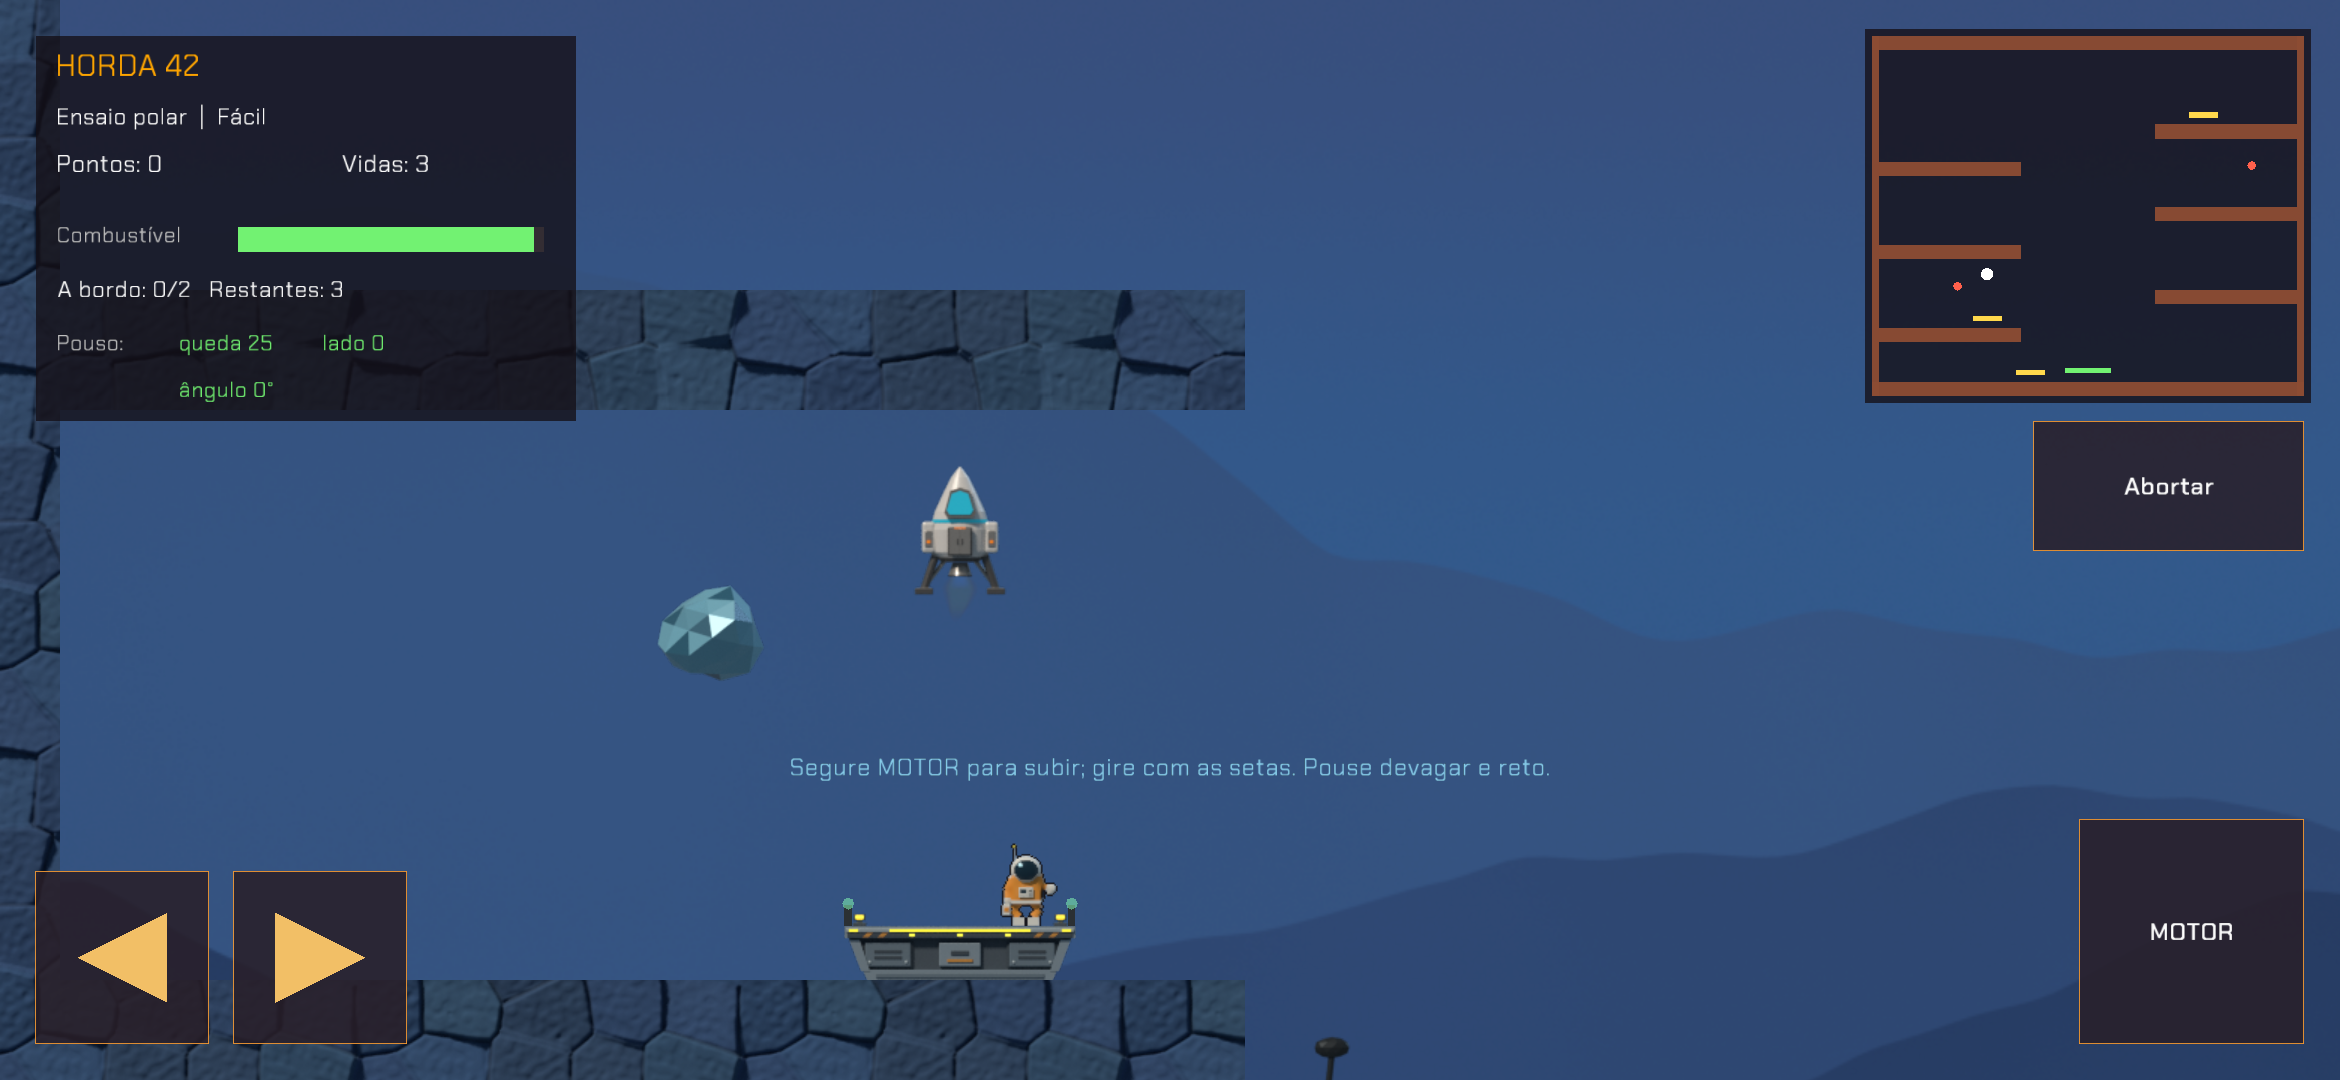 HORDA 42
Ensaio polar | Fácil
Pontos: 0 Vidas: 3
Combustível
A bordo: 0/2 Restantes: 3
Pouso: queda 25 lado 0
ângulo 0°
Abortar
Segure MOTOR para subir; gire com as setas. Pouse devagar e reto.
MOTOR